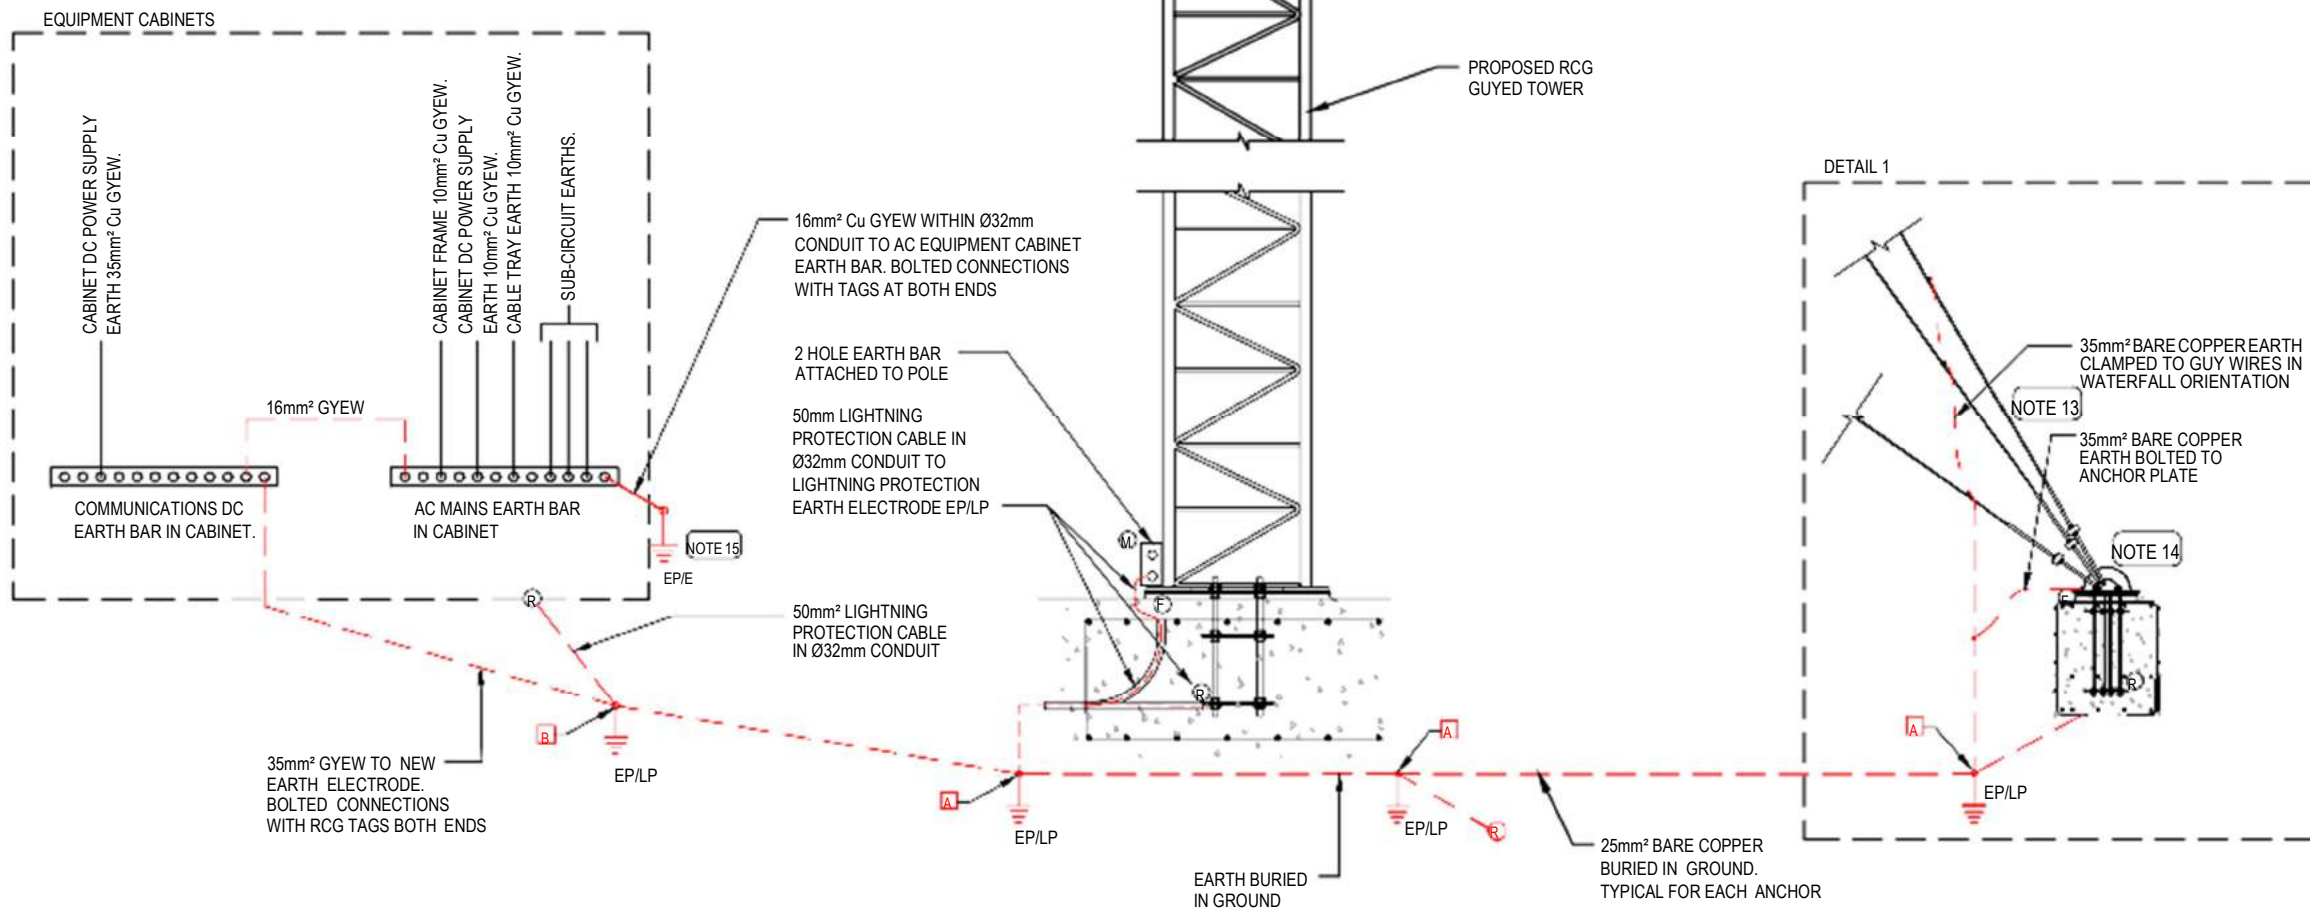 EQUIPMENT CABINETS
CABINET DC POWER SUPPLY
EARTH 35mm² Cu GYEW.
CABINET FRAME 10mm² Cu GYEW.
CABINET DC POWER SUPPLY
EARTH 10mm² Cu GYEW.
CABLE TRAY EARTH 10mm² Cu GYEW.
SUB-CIRCUIT EARTHS.
16mm² GYEW
COMMUNICATIONS DC
EARTH BAR IN CABINET.
AC MAINS EARTH BAR
IN CABINET
NOTE 15
EP/E
R
B
EP/LP
35mm² GYEW TO NEW
EARTH ELECTRODE.
BOLTED CONNECTIONS
WITH RCG TAGS BOTH ENDS
16mm² Cu GYEW WITHIN Ø32mm
CONDUIT TO AC EQUIPMENT CABINET
EARTH BAR. BOLTED CONNECTIONS
WITH TAGS AT BOTH ENDS
2 HOLE EARTH BAR
ATTACHED TO POLE
50mm LIGHTNING
PROTECTION CABLE IN
Ø32mm CONDUIT TO
LIGHTNING PROTECTION
EARTH ELECTRODE EP/LP
50mm² LIGHTNING
PROTECTION CABLE
IN Ø32mm CONDUIT
PROPOSED RCG
GUYED TOWER
M
F
R
A
EP/LP
A
EP/LP
R
EARTH BURIED
IN GROUND
25mm² BARE COPPER
BURIED IN GROUND.
TYPICAL FOR EACH ANCHOR
DETAIL 1
35mm² BARE COPPER EARTH
CLAMPED TO GUY WIRES IN
WATERFALL ORIENTATION
NOTE 13
35mm² BARE COPPER
EARTH BOLTED TO
ANCHOR PLATE
NOTE 14
F
R
A
EP/LP